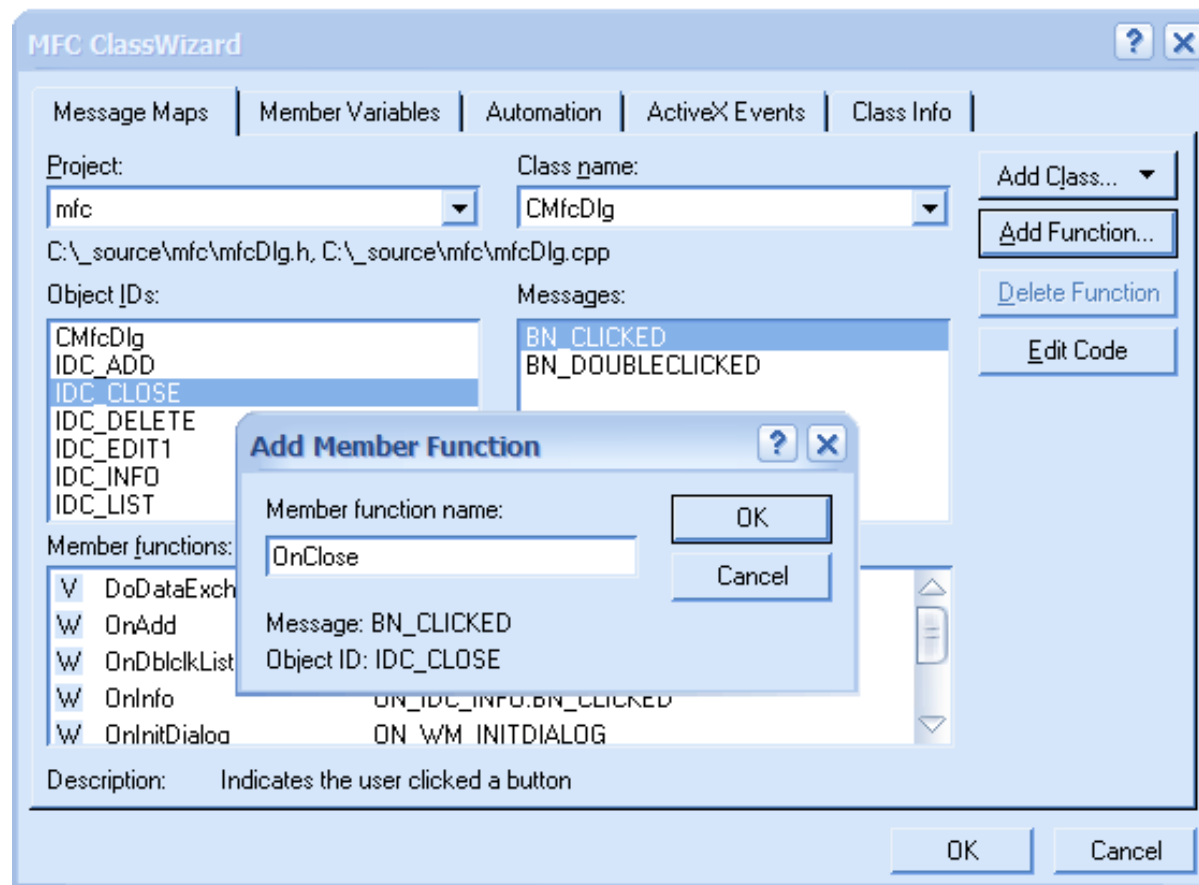 MFC ClassWizard
Message Maps Member Variables Automation ActiveX Events Class Info
Project: Class name:
mfc CMfcDlg
Add Class...
Add Function...
C:\_source\mfc\mfcDlg.h, C:\_source\mfc\mfcDlg.cpp
Object IDs: Messages:
Delete Function
Edit Code
CMfcDlg
IDC_ADD
IDC_CLOSE
IDC_DELETE
IDC_EDIT1
IDC_INFO
IDC_LIST
BN_CLICKED
BN_DOUBLECLICKED
Add Member Function
Member function name:
OnClose
OK
Cancel
Message: BN_CLICKED
Object ID: IDC_CLOSE
Member functions:
V DoDataExch
W OnAdd
W OnDblclkList
W OnInfo ON_IDC_INFO:BN_CLICKED
W OnInitDialog ON_WM_INITDIALOG
Description: Indicates the user clicked a button
OK Cancel